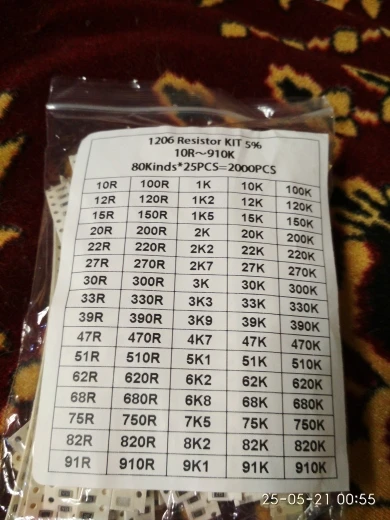 1206 Resistor KIT 5%
10R～910K
80Kinds*25PCS=2000PCS
10R 100R 1K 10K 100K
12R 120R 1K2 12K 120K
15R 150R 1K5 15K 150K
20R 200R 2K 20K 200K
22R 220R 2K2 22K 220K
27R 270R 2K7 27K 270K
30R 300R 3K 30K 300K
33R 330R 3K3 33K 330K
39R 390R 3K9 39K 390K
47R 470R 4K7 47K 470K
51R 510R 5K1 51K 510K
62R 620R 6K2 62K 620K
68R 680R 6K8 68K 680K
75R 750R 7K5 75K 750K
82R 820R 8K2 82K 820K
91R 910R 9K1 91K 910K
25-05-21 00:55